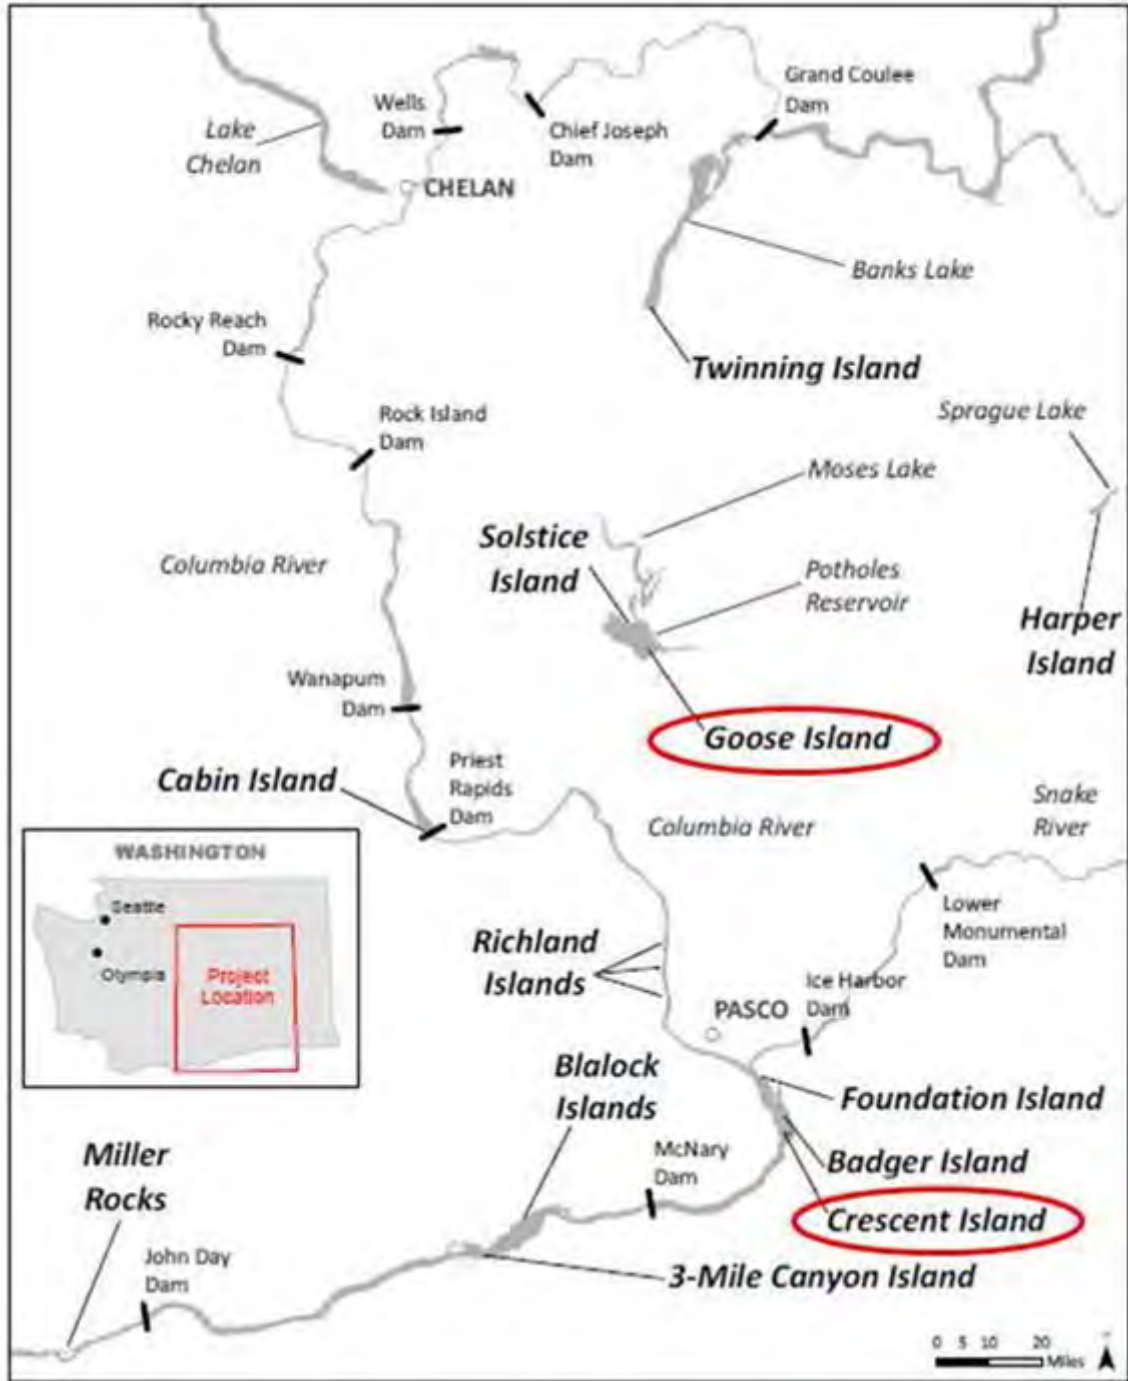 Grand Coulee
Dam
Wells
Dam
Chief Joseph
Dam
Lake
Chelan
CHELAN
Banks Lake
Rocky Reach
Dam
Twinning Island
Rock Island
Dam
Sprague Lake
Moses Lake
Solstice
Island
Columbia River
Potholes
Reservoir
Harper
Island
Wanapum
Dam
Goose Island
Priest
Rapids
Dam
Cabin Island
Snake
River
Columbia River
WASHINGTON
Seattle
Olympia
Project
Location
Lower
Monumental
Dam
Richland
Islands
Ice Harbor
Dam
PASCO
Blalock
Islands
Foundation Island
McNary
Dam
Badger Island
Miller
Rocks
Crescent Island
John Day
Dam
3-Mile Canyon Island
0 5 10 20
Miles